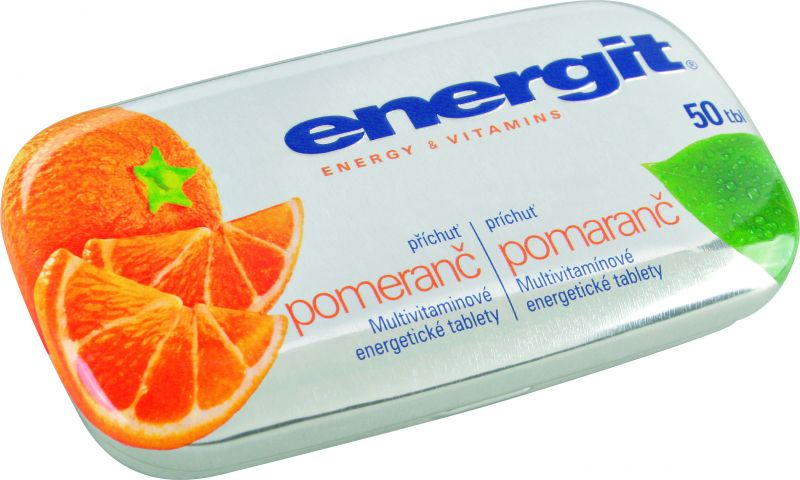 energit®
ENERGY & VITAMINS
50 tbl
příchuť
pomeranč
Multivitaminové
energetické tablety
príchuť
pomaranč
Multivitamínové
energetické tablety